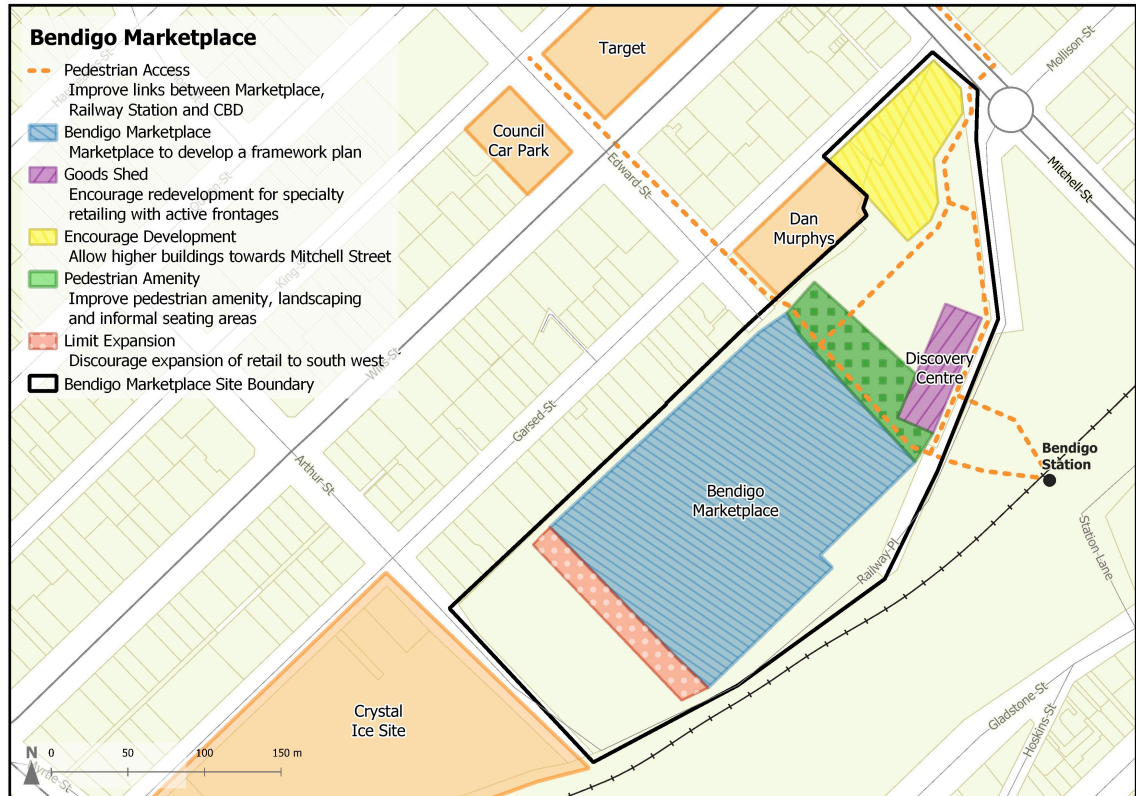 Bendigo Marketplace
Pedestrian Access
Improve links between Marketplace,
Railway Station and CBD
Bendigo Marketplace
Marketplace to develop a framework plan
Goods Shed
Encourage redevelopment for specialty
retailing with active frontages
Encourage Development
Allow higher buildings towards Mitchell Street
Pedestrian Amenity
Improve pedestrian amenity, landscaping
and informal seating areas
Limit Expansion
Discourage expansion of retail to south west
Bendigo Marketplace Site Boundary
Target
Council
Car Park
Edward-St
Mollison-St
Mitchell-St
Dan
Murphys
Discovery
Centre
King-St
Wills-St
Garsed-St
Arthur-St
Bendigo
Marketplace
Bendigo
Station
Railway-Pl
Station-Lane
Gladstone-St
Hoskins-St
Crystal
Ice Site
N
0 50 100 150 m